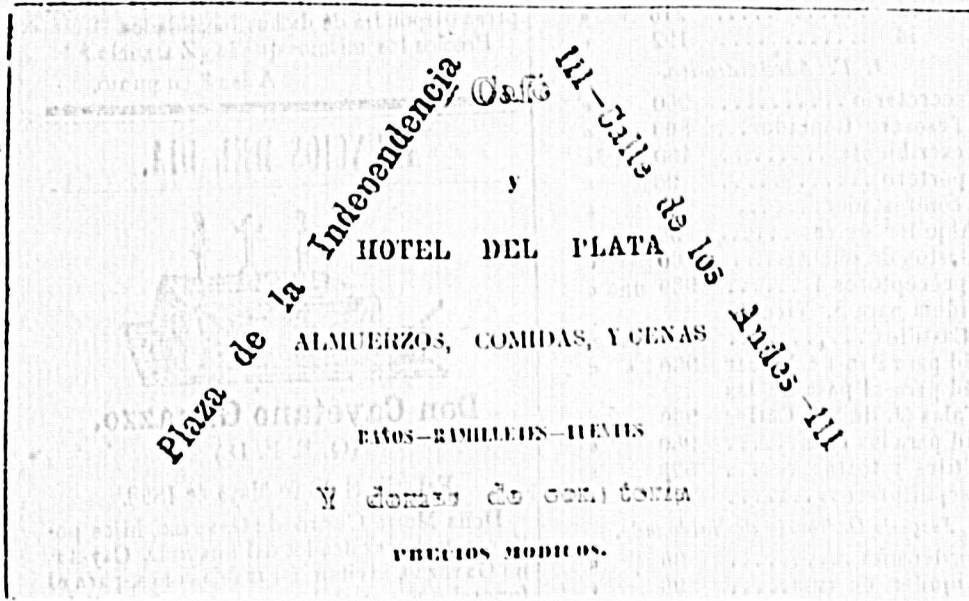 Plaza de la Independencia
Café
111—Calle de los Andes—111
y
HOTEL DEL PLATA
ALMUERZOS, COMIDAS, Y CENAS
BAÑOS—RAMILLETES—FUENTES
Y demas de confiteria
PRECIOS MODICOS.